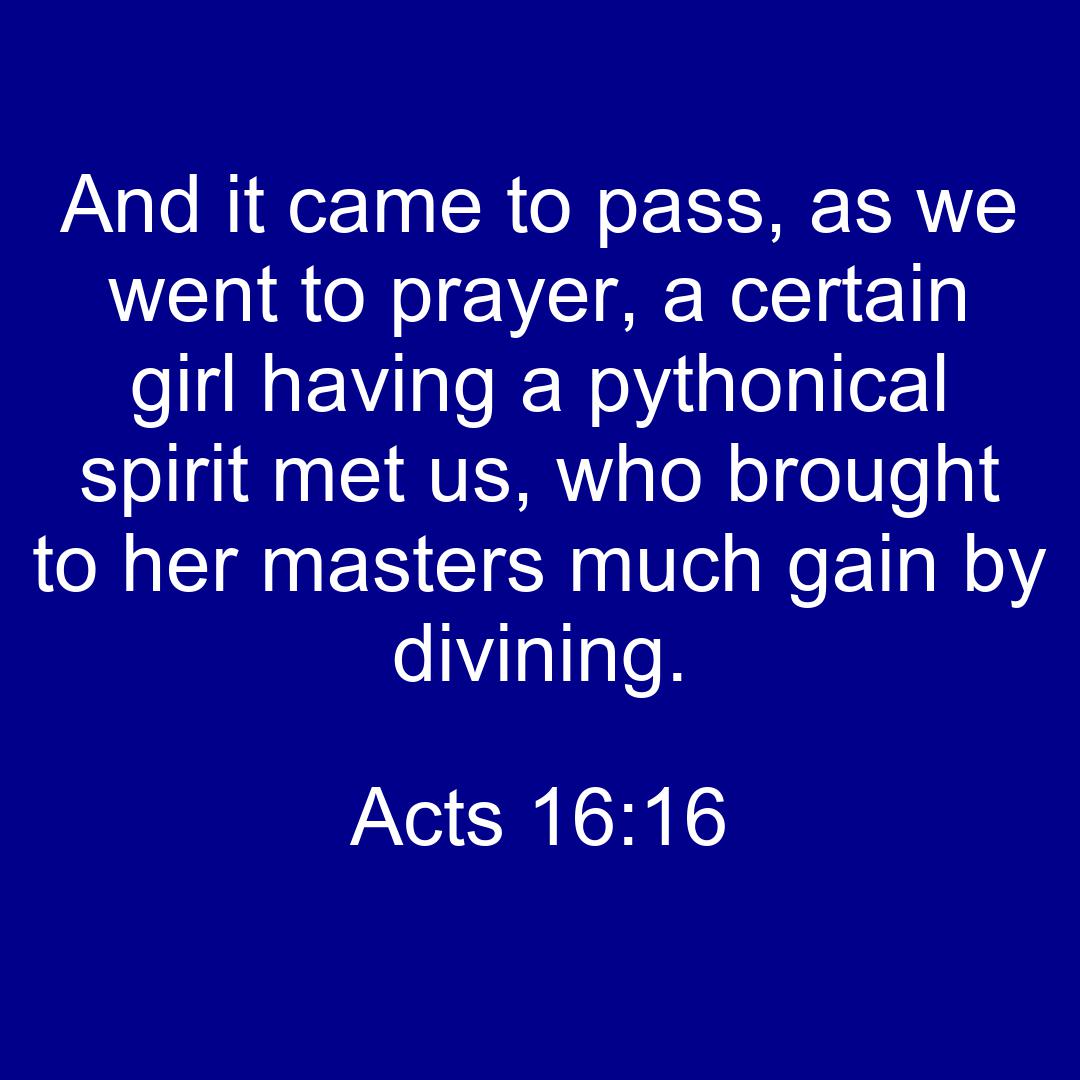 And it came to pass, as we
went to prayer, a certain
girl having a pythonical
spirit met us, who brought
to her masters much gain by
divining.
Acts 16:16